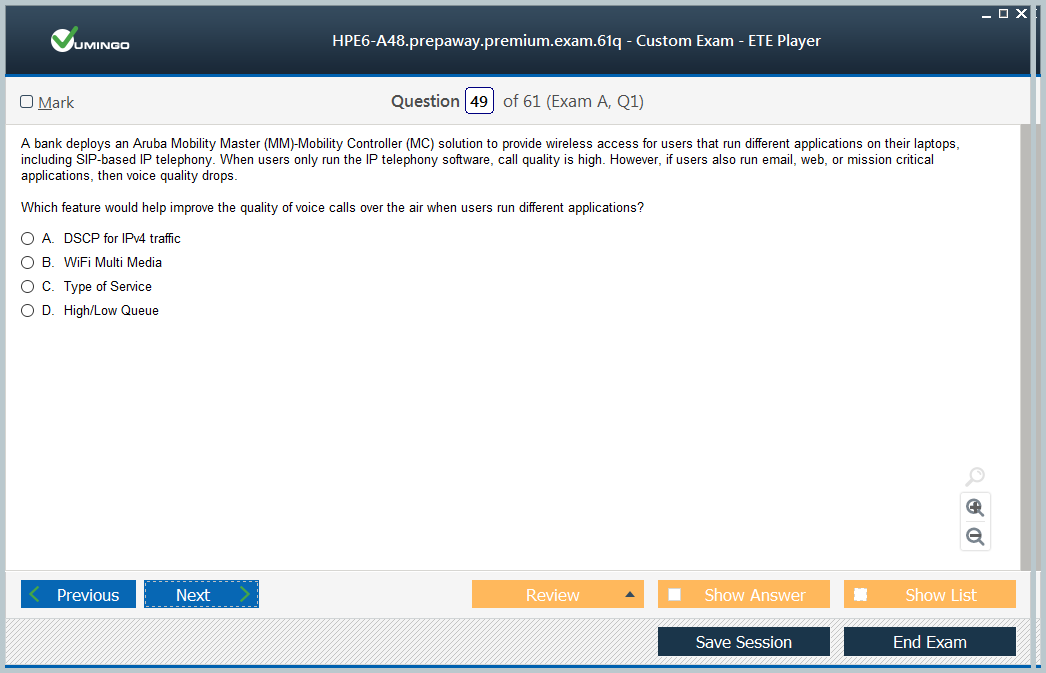 VUMINGO
HPE6-A48.prepaway.premium.exam.61q - Custom Exam - ETE Player
Mark
Question 49 of 61 (Exam A, Q1)
A bank deploys an Aruba Mobility Master (MM)-Mobility Controller (MC) solution to provide wireless access for users that run different applications on their laptops,
including SIP-based IP telephony. When users only run the IP telephony software, call quality is high. However, if users also run email, web, or mission critical
applications, then voice quality drops.
Which feature would help improve the quality of voice calls over the air when users run different applications?
A. DSCP for IPv4 traffic
B. WiFi Multi Media
C. Type of Service
D. High/Low Queue
Previous
Next
Review
Show Answer
Show List
Save Session
End Exam